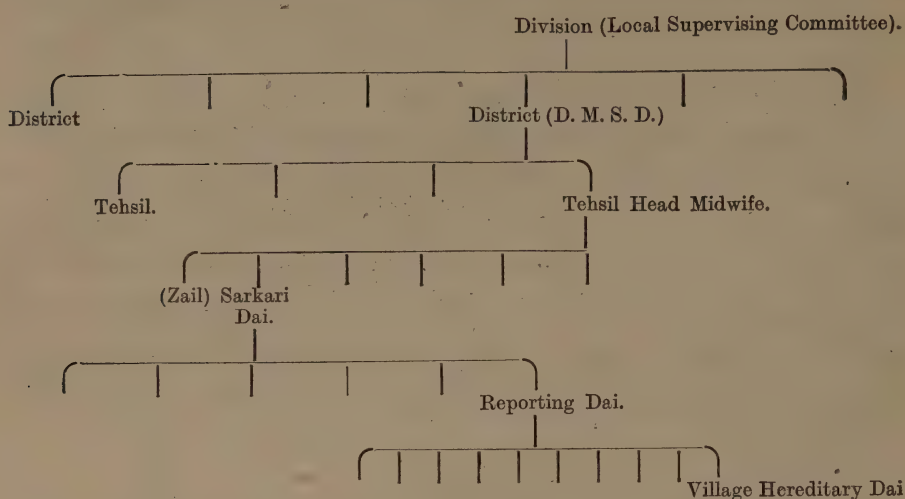 Division (Local Supervising Committee).
District
District (D. M. S. D.)
Tehsil.
Tehsil Head Midwife.
(Zail) Sarkari
Dai.
Reporting Dai.
Village Hereditary Dai